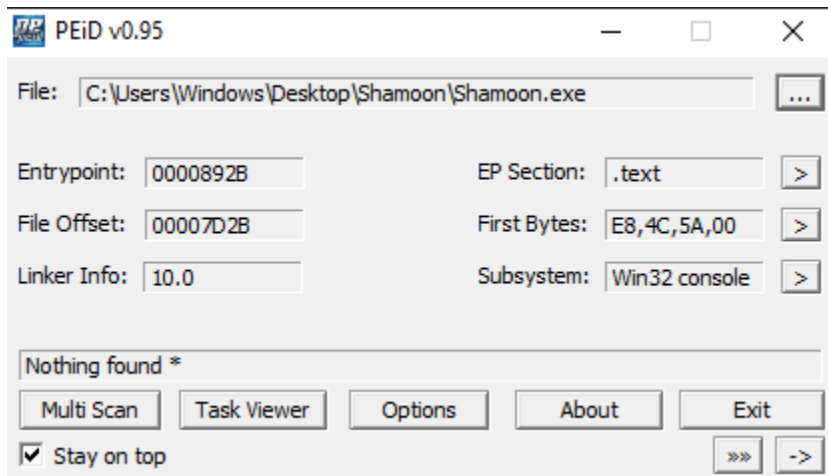 PEiD v0.95
File: C:\Users\Windows\Desktop\Shamoon\Shamoon.exe ...
Entrypoint: 0000892B EP Section: .text >
File Offset: 00007D2B First Bytes: E8,4C,5A,00 >
Linker Info: 10.0 Subsystem: Win32 console >
Nothing found *
Multi Scan Task Viewer Options About Exit
Stay on top »» ->